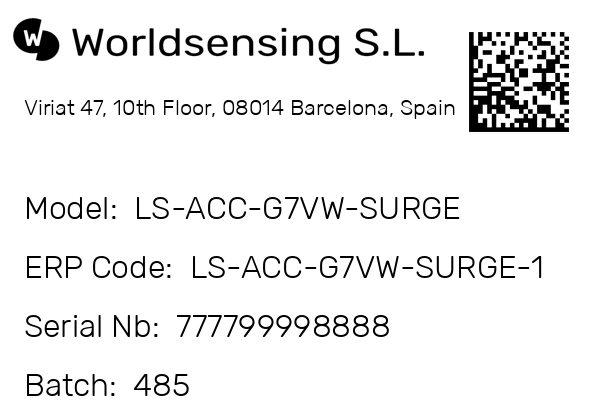 W Worldsensing S.L.
Viriat 47, 10th Floor, 08014 Barcelona, Spain
Model: LS-ACC-G7VW-SURGE
ERP Code: LS-ACC-G7VW-SURGE-1
Serial Nb: 777799998888
Batch: 485